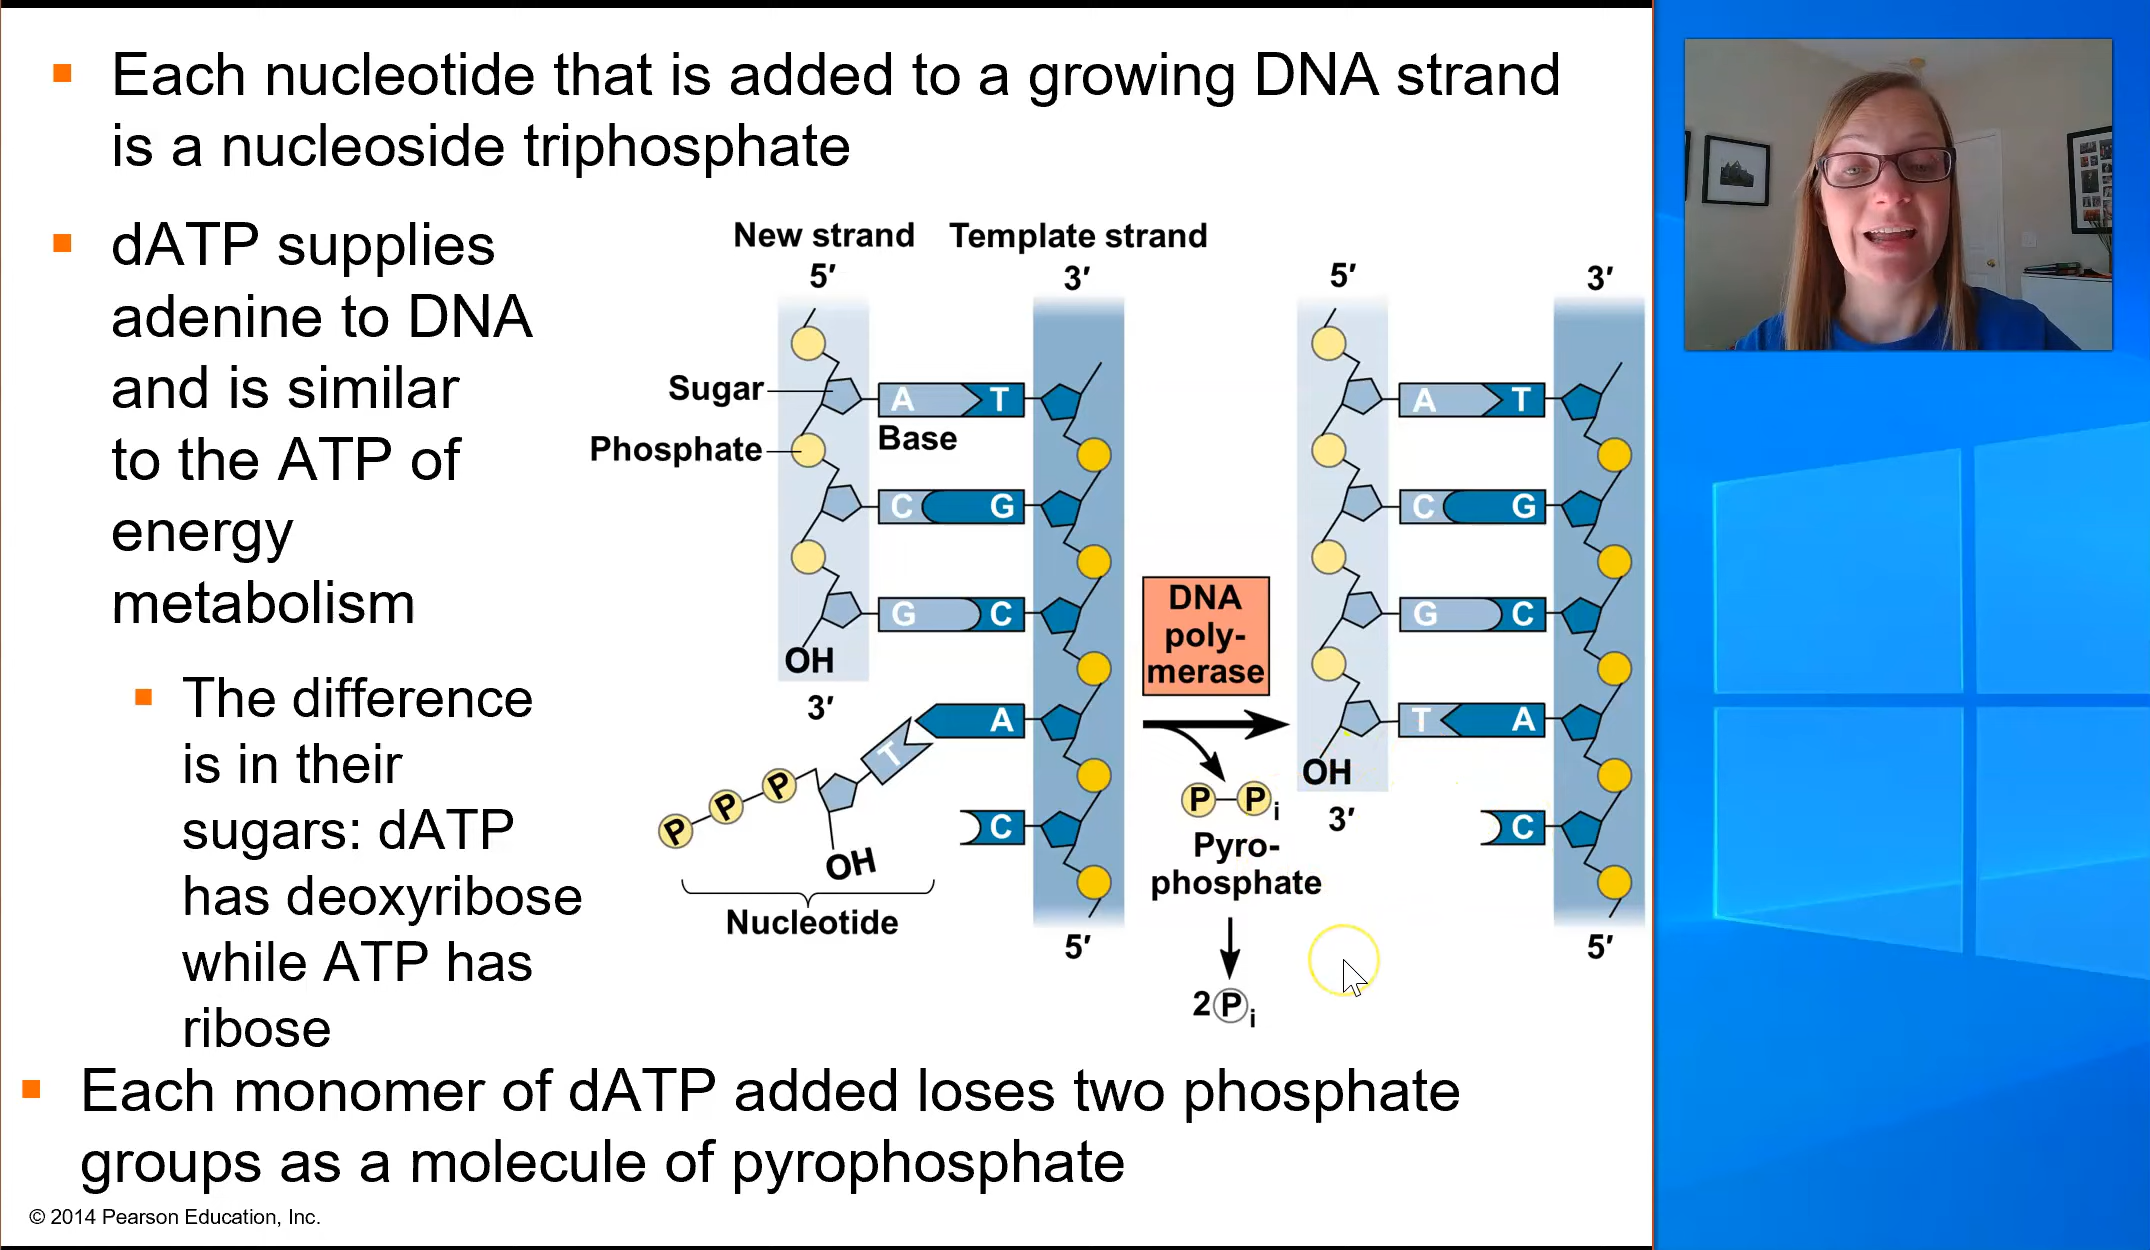 Each nucleotide that is added to a growing DNA strand
is a nucleoside triphosphate
dATP supplies
adenine to DNA
and is similar
to the ATP of
energy
metabolism
The difference
is in their
sugars: dATP
has deoxyribose
while ATP has
ribose
Each monomer of dATP added loses two phosphate
groups as a molecule of pyrophosphate
© 2014 Pearson Education, Inc.
New strand Template strand
5′ 3′ 5′ 3′
Sugar A T A T
Base
Phosphate
C G C G
DNA
poly-
merase
G C G C
OH
3′
A T A
T
P P P
OH
P P i
3′
C C
Pyro-
phosphate
OH
Nucleotide
5′ 5′
2 P i